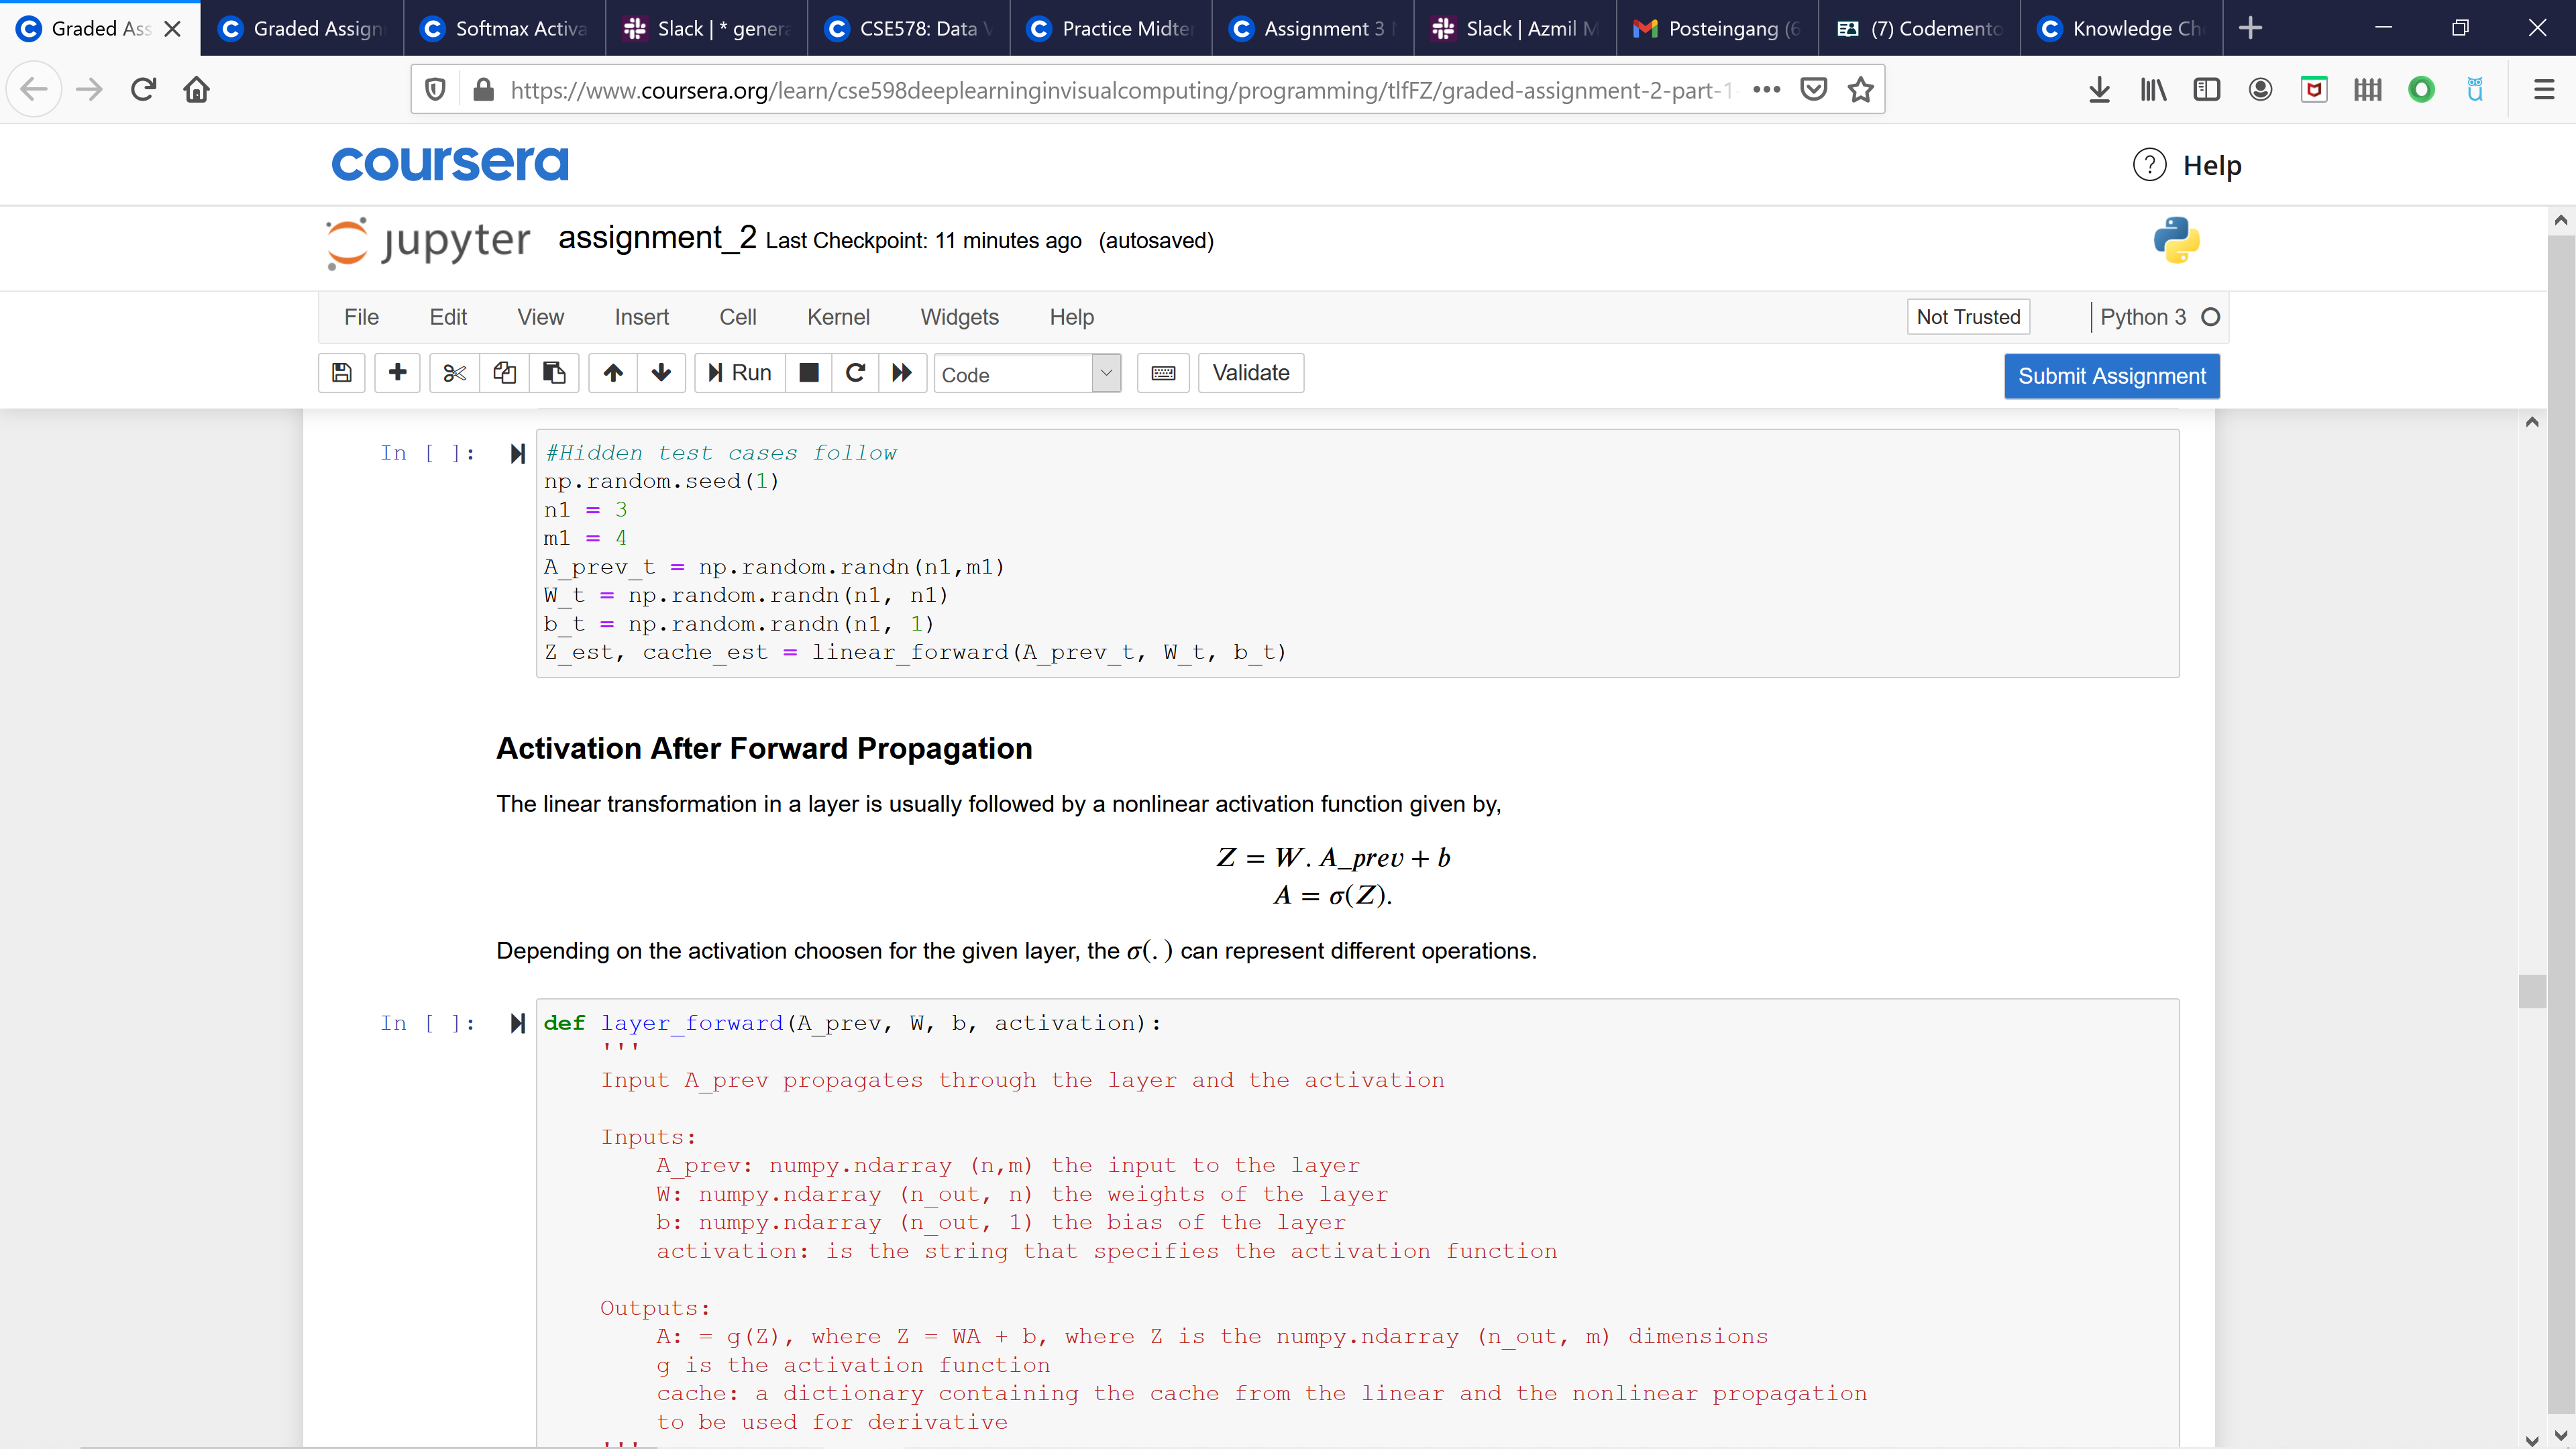 Graded Ass
Graded Assign
Softmax Activa
Slack | * genera
CSE578: Data V
Practice Midter
Assignment 3
Slack | Azmil M
Posteingang (6
(7) Codemento
Knowledge Ch
https://www.coursera.org/learn/cse598deeplearninginvisualcomputing/programming/tlfFZ/graded-assignment-2-part-1-
coursera
? Help
jupyter assignment_2 Last Checkpoint: 11 minutes ago (autosaved)
File Edit View Insert Cell Kernel Widgets Help Not Trusted Python 3
Run Code Validate Submit Assignment
In [ ]: #Hidden test cases follow
np.random.seed(1)
n1 = 3
m1 = 4
A_prev_t = np.random.randn(n1,m1)
W_t = np.random.randn(n1, n1)
b_t = np.random.randn(n1, 1)
Z_est, cache_est = linear_forward(A_prev_t, W_t, b_t)
Activation After Forward Propagation
The linear transformation in a layer is usually followed by a nonlinear activation function given by,
Z = W. A_prev + b
A = σ(Z).
Depending on the activation choosen for the given layer, the σ(. ) can represent different operations.
In [ ]: def layer_forward(A_prev, W, b, activation):
'''
Input A_prev propagates through the layer and the activation
Inputs:
A_prev: numpy.ndarray (n,m) the input to the layer
W: numpy.ndarray (n_out, n) the weights of the layer
b: numpy.ndarray (n_out, 1) the bias of the layer
activation: is the string that specifies the activation function
Outputs:
A: = g(Z), where Z = WA + b, where Z is the numpy.ndarray (n_out, m) dimensions
g is the activation function
cache: a dictionary containing the cache from the linear and the nonlinear propagation
to be used for derivative
'''